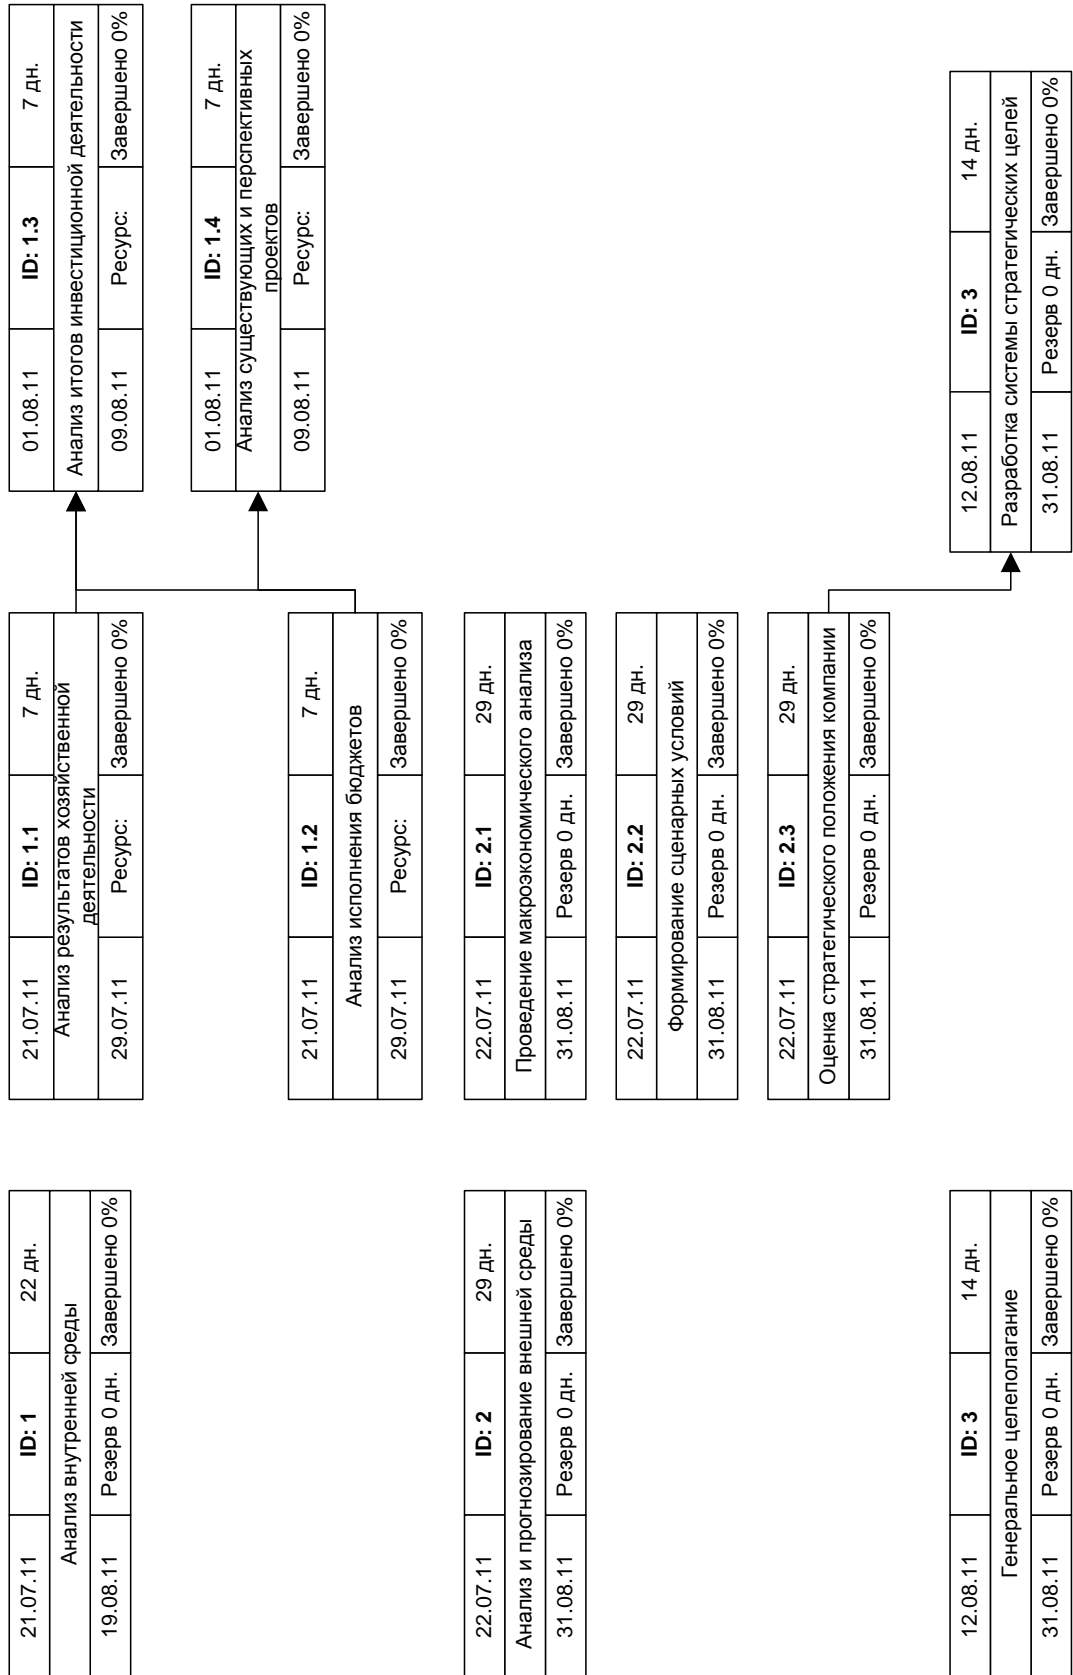 21.07.11
ID: 1
22 дн.
Анализ внутренней среды
19.08.11
Резерв 0 дн.
Завершено 0%
21.07.11
ID: 1.1
7 дн.
Анализ результатов хозяйственной
деятельности
29.07.11
Ресурс:
Завершено 0%
01.08.11
ID: 1.3
7 дн.
Анализ итогов инвестиционной деятельности
09.08.11
Ресурс:
Завершено 0%
01.08.11
ID: 1.4
7 дн.
Анализ существующих и перспективных
проектов
09.08.11
Ресурс:
Завершено 0%
21.07.11
ID: 1.2
7 дн.
Анализ исполнения бюджетов
29.07.11
Ресурс:
Завершено 0%
22.07.11
ID: 2
29 дн.
Анализ и прогнозирование внешней среды
31.08.11
Резерв 0 дн.
Завершено 0%
22.07.11
ID: 2.1
29 дн.
Проведение макроэкономического анализа
31.08.11
Резерв 0 дн.
Завершено 0%
22.07.11
ID: 2.2
29 дн.
Формирование сценарных условий
31.08.11
Резерв 0 дн.
Завершено 0%
22.07.11
ID: 2.3
29 дн.
Оценка стратегического положения компании
31.08.11
Резерв 0 дн.
Завершено 0%
12.08.11
ID: 3
14 дн.
Генеральное целеполагание
31.08.11
Резерв 0 дн.
Завершено 0%
12.08.11
ID: 3
14 дн.
Разработка системы стратегических целей
31.08.11
Резерв 0 дн.
Завершено 0%